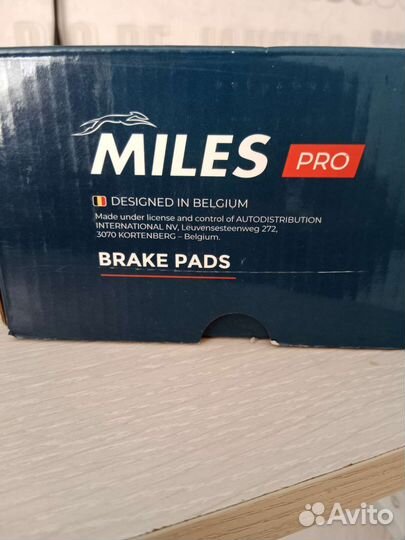 MILES PRO
DESIGNED IN BELGIUM
Made under license and control of AUTODISTRIBUTION
INTERNATIONAL NV, Leuvensesteenweg 272,
3070 KORTENBERG – Belgium.
BRAKE PADS
Avito